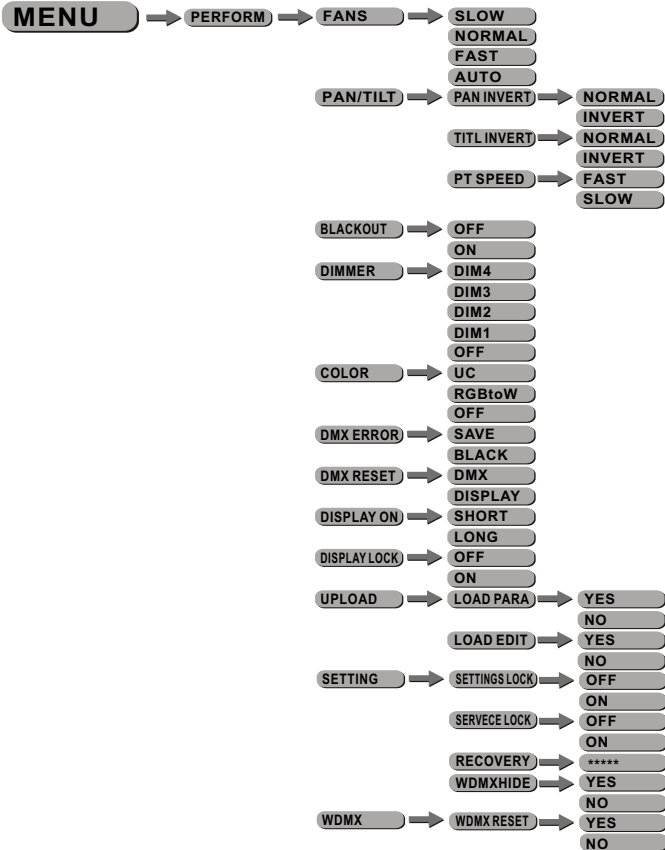 MENU PERFORM FANS SLOW
NORMAL
FAST
AUTO
PAN/TILT PAN INVERT NORMAL
INVERT
TITL INVERT NORMAL
INVERT
PT SPEED FAST
SLOW
BLACKOUT OFF
ON
DIMMER DIM4
DIM3
DIM2
DIM1
OFF
COLOR UC
RGBtoW
OFF
DMX ERROR SAVE
BLACK
DMX RESET DMX
DISPLAY
DISPLAY ON SHORT
LONG
DISPLAY LOCK OFF
ON
UPLOAD LOAD PARA YES
NO
LOAD EDIT YES
NO
SETTING SETTINGS LOCK OFF
ON
SERVECE LOCK OFF
ON
RECOVERY *****
WDMXHIDE YES
NO
WDMX WDMX RESET YES
NO